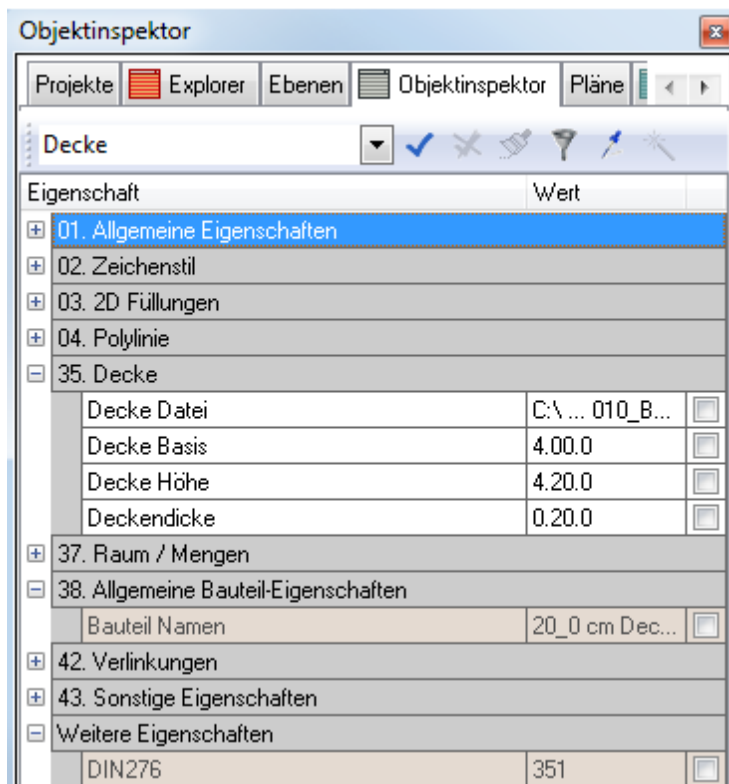 Objektinspektor
Projekte Explorer Ebenen Objektinspektor Pläne
Decke
Eigenschaft Wert
01. Allgemeine Eigenschaften
02. Zeichenstil
03. 2D Füllungen
04. Polylinie
35. Decke
Decke Datei C:\ ... 010_B...
Decke Basis 4.00.0
Decke Höhe 4.20.0
Deckendicke 0.20.0
37. Raum / Mengen
38. Allgemeine Bauteil-Eigenschaften
Bauteil Namen 20_0 cm Dec...
42. Verlinkungen
43. Sonstige Eigenschaften
Weitere Eigenschaften
DIN276 351